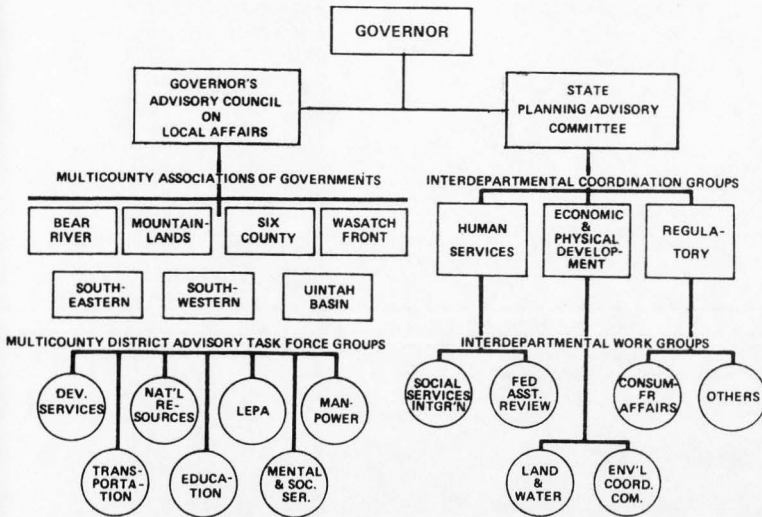 GOVERNOR
GOVERNOR'S
ADVISORY COUNCIL
ON
LOCAL AFFAIRS
STATE
PLANNING ADVISORY
COMMITTEE
MULTICOUNTY ASSOCIATIONS OF GOVERNMENTS
INTERDEPARTMENTAL COORDINATION GROUPS
BEAR
RIVER
MOUNTAIN-
LANDS
SIX
COUNTY
WASATCH
FRONT
HUMAN
SERVICES
ECONOMIC
&
PHYSICAL
DEVELOP-
MENT
REGULA-
TORY
SOUTH-
EASTERN
SOUTH-
WESTERN
UINTAH
BASIN
MULTICOUNTY DISTRICT ADVISORY TASK FORCE GROUPS
INTERDEPARTMENTAL WORK GROUPS
DEV.
SERVICES
NAT'L
RE-
SOURCES
LEPA
MAN-
POWER
SOCIAL
SERVICES
INTGR'N
FED
ASST.
REVIEW
CONSUM-
FR
AFFAIRS
OTHERS
TRANS-
PORTA-
TION
EDUCA-
TION
MENTAL
& SOC.
SER.
LAND
&
WATER
ENV'L
COORD.
COM.